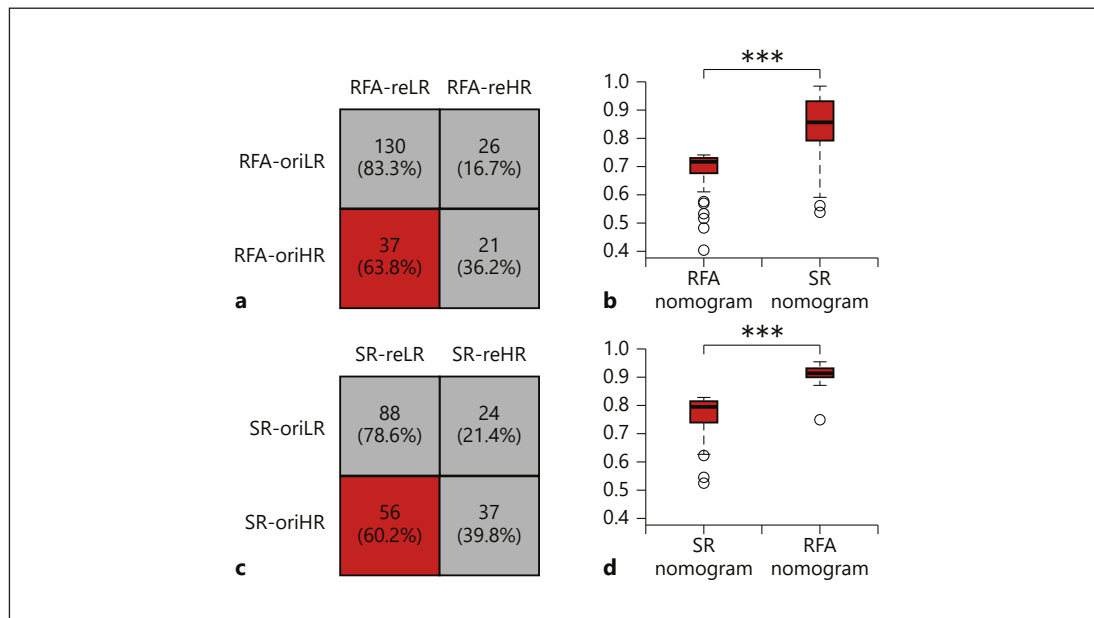 RFA-reLR RFA-reHR
RFA-oriLR
130 26
(83.3%) (16.7%)
RFA-oriHR
37 21
(63.8%) (36.2%)
a
***
1.0
0.9
0.8
0.7
0.6
0.5
0.4
RFA SR
nomogram nomogram
b
SR-reLR SR-reHR
SR-oriLR
88 24
(78.6%) (21.4%)
SR-oriHR
56 37
(60.2%) (39.8%)
c
***
1.0
0.9
0.8
0.7
0.6
0.5
0.4
SR RFA
nomogram nomogram
d